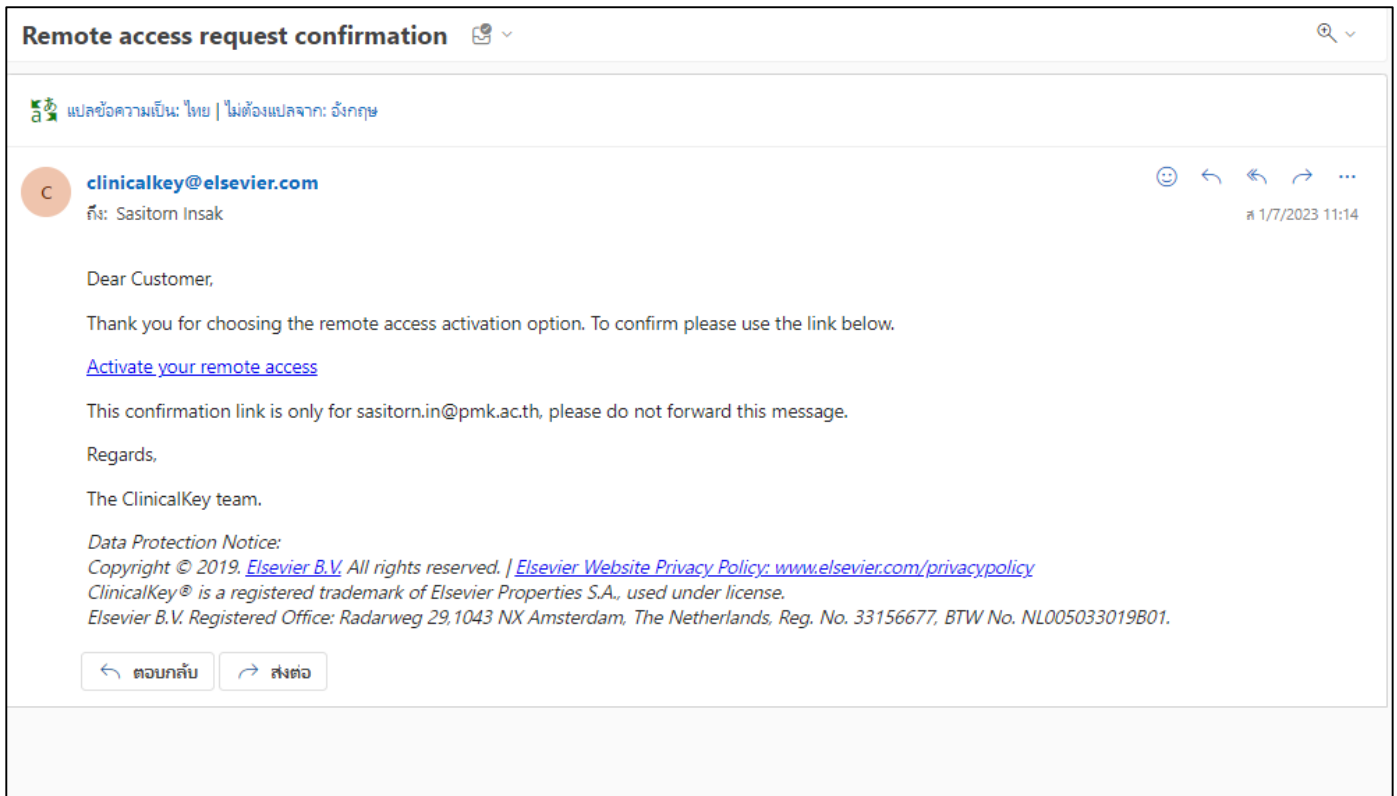 Remote access request confirmation
แปลข้อความเป็น: ไทย | ไม่ต้องแปลจาก: อังกฤษ
C
clinicalkey@elsevier.com
ถึง: Sasitorn Insak
ส 1/7/2023 11:14
Dear Customer,
Thank you for choosing the remote access activation option. To confirm please use the link below.
Activate your remote access
This confirmation link is only for sasitorn.in@pmk.ac.th, please do not forward this message.
Regards,
The ClinicalKey team.
Data Protection Notice:
Copyright © 2019. Elsevier B.V. All rights reserved. | Elsevier Website Privacy Policy: www.elsevier.com/privacypolicy
ClinicalKey® is a registered trademark of Elsevier Properties S.A., used under license.
Elsevier B.V. Registered Office: Radarweg 29,1043 NX Amsterdam, The Netherlands, Reg. No. 33156677, BTW No. NL005033019B01.
ตอบกลับ
ส่งต่อ